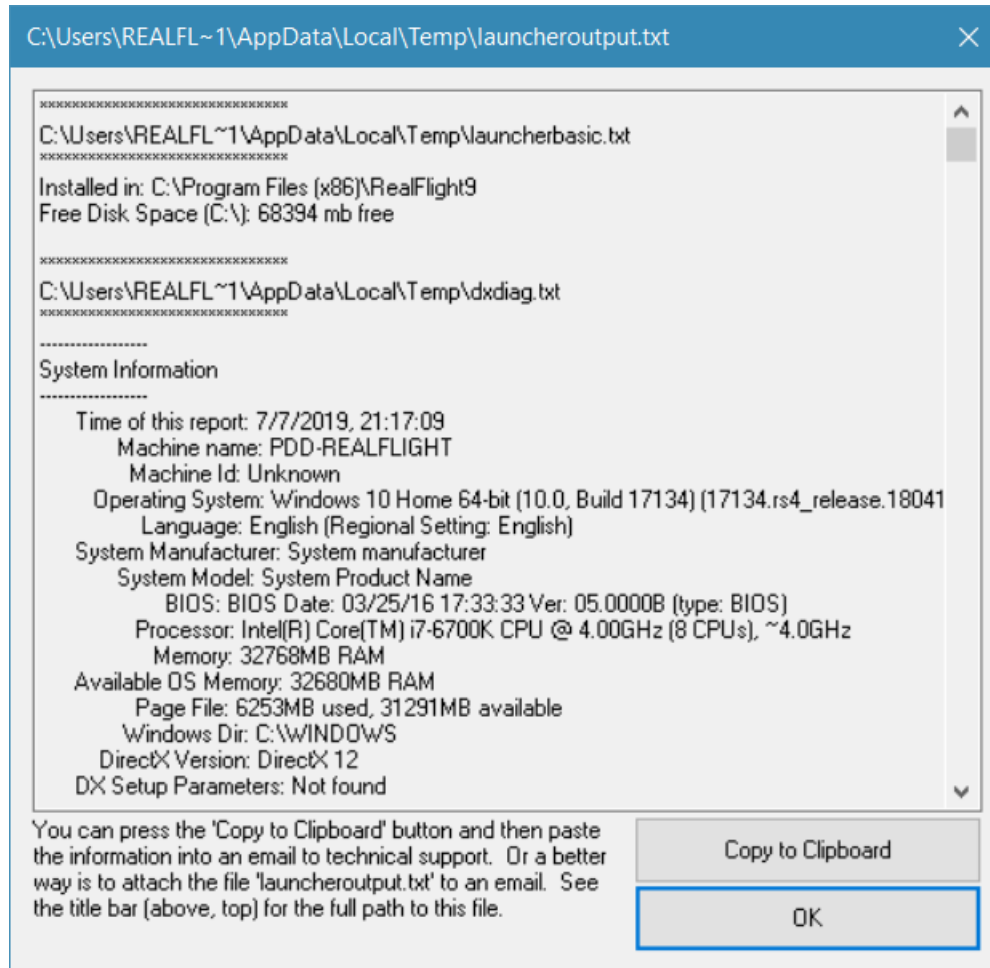 C:\Users\REALFL~1\AppData\Local\Temp\launcheroutput.txt
*******************************
C:\Users\REALFL~1\AppData\Local\Temp\launcherbasic.txt
*******************************
Installed in: C:\Program Files (x86)\RealFlight9
Free Disk Space (C:\): 68394 mb free
*******************************
C:\Users\REALFL~1\AppData\Local\Temp\dxdiag.txt
*******************************
------------------
System Information
------------------
Time of this report: 7/7/2019, 21:17:09
Machine name: PDD-REALFLIGHT
Machine Id: Unknown
Operating System: Windows 10 Home 64-bit (10.0, Build 17134) (17134.rs4_release.18041
Language: English (Regional Setting: English)
System Manufacturer: System manufacturer
System Model: System Product Name
BIOS: BIOS Date: 03/25/16 17:33:33 Ver: 05.0000B (type: BIOS)
Processor: Intel(R) Core(TM) i7-6700K CPU @ 4.00GHz (8 CPUs), ~4.0GHz
Memory: 32768MB RAM
Available OS Memory: 32680MB RAM
Page File: 6253MB used, 31291MB available
Windows Dir: C:\WINDOWS
DirectX Version: DirectX 12
DX Setup Parameters: Not found
You can press the 'Copy to Clipboard' button and then paste
the information into an email to technical support.  Or a better
way is to attach the file 'launcheroutput.txt' to an email.  See
the title bar (above, top) for the full path to this file.
Copy to Clipboard
OK